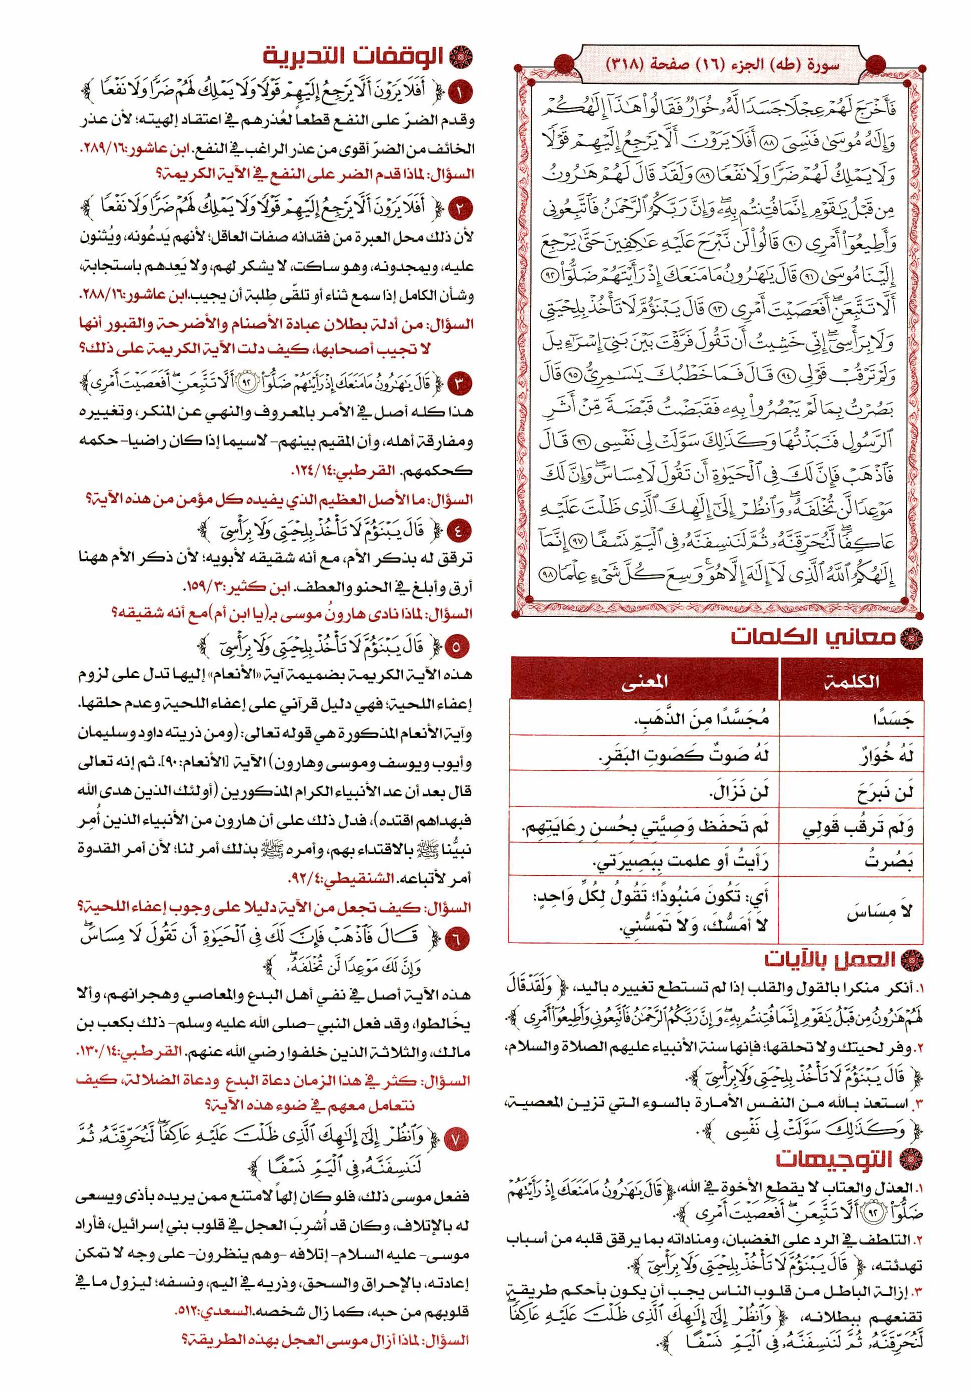 سورة (طه) الجزء (١٦) صفحة (٣١٨)
فَأَخْرَجَ لَهُمْ عِجْلًا جَسَدًا لَّهُۥ خُوَارٌ فَقَالُوا۟ هَٰذَآ إِلَٰهُكُمْ
وَإِلَٰهُ مُوسَىٰ فَنَسِىَ ٨٨ أَفَلَا يَرَوْنَ أَلَّا يَرْجِعُ إِلَيْهِمْ قَوْلًا
وَلَا يَمْلِكُ لَهُمْ ضَرًّا وَلَا نَفْعًا ٨٩ وَلَقَدْ قَالَ لَهُمْ هَٰرُونُ
مِن قَبْلُ يَٰقَوْمِ إِنَّمَا فُتِنتُم بِهِۦ ۖ وَإِنَّ رَبَّكُمُ ٱلرَّحْمَٰنُ فَٱتَّبِعُونِى
وَأَطِيعُوٓا۟ أَمْرِى ٩٠ قَالُوا۟ لَن نَّبْرَحَ عَلَيْهِ عَٰكِفِينَ حَتَّىٰ يَرْجِعَ
إِلَيْنَا مُوسَىٰ ٩١ قَالَ يَٰهَٰرُونُ مَا مَنَعَكَ إِذْ رَأَيْتَهُمْ ضَلُّوٓا۟ ٩٢
أَلَّا تَتَّبِعَنِ ۖ أَفَعَصَيْتَ أَمْرِى ٩٣ قَالَ يَبْنَؤُمَّ لَا تَأْخُذْ بِلِحْيَتِى
وَلَا بِرَأْسِىٓ ۖ إِنِّى خَشِيتُ أَن تَقُولَ فَرَّقْتَ بَيْنَ بَنِىٓ إِسْرَٰٓءِيلَ
وَلَمْ تَرْقُبْ قَوْلِى ٩٤ قَالَ فَمَا خَطْبُكَ يَٰسَٰمِرِىُّ ٩٥ قَالَ
بَصُرْتُ بِمَا لَمْ يَبْصُرُوا۟ بِهِۦ فَقَبَضْتُ قَبْضَةً مِّنْ أَثَرِ
ٱلرَّسُولِ فَنَبَذْتُهَا وَكَذَٰلِكَ سَوَّلَتْ لِى نَفْسِى ٩٦ قَالَ
فَٱذْهَبْ فَإِنَّ لَكَ فِى ٱلْحَيَوٰةِ أَن تَقُولَ لَا مِسَاسَ ۖ وَإِنَّ لَكَ
مَوْعِدًا لَّن تُخْلَفَهُۥ ۖ وَٱنظُرْ إِلَىٰٓ إِلَٰهِكَ ٱلَّذِى ظَلْتَ عَلَيْهِ
عَاكِفًا ۖ لَّنُحَرِّقَنَّهُۥ ثُمَّ لَنَنسِفَنَّهُۥ فِى ٱلْيَمِّ نَسْفًا ٩٧ إِنَّمَآ
إِلَٰهُكُمُ ٱللَّهُ ٱلَّذِى لَآ إِلَٰهَ إِلَّا هُوَ ۚ وَسِعَ كُلَّ شَىْءٍ عِلْمًا ٩٨
معاني الكلمات
الكلمة المعنى
جَسَدًا مُجَسَّدًا مِنَ الذَّهَبِ.
لَهُ خُوَارٌ لَهُ صَوتٌ كَصَوتِ البَقَرِ.
لَن نَبرَحَ لَن نَزَالَ.
وَلَم تَرقُب قَولِي لَم تَحفَظ وَصِيَّتِي بِحُسنِ رِعَايَتِهِم.
بَصُرتُ رَأَيتُ أَو علمت بِبَصِيرَتِي.
لاَ مِسَاسَ أَي: تَكُونَ مَنبُوذًا؛ تَقُولُ لِكُلِّ وَاحِدٍ:
لا أَمَسُّكَ، وَلا تَمَسُّنِي.
العمل بالآيات
١. أنكر منكرا بالقول والقلب إذا لم تستطع تغييره باليد، ﴿ وَلَقَدْ قَالَ
لَهُمْ هَٰرُونُ مِن قَبْلُ يَٰقَوْمِ إِنَّمَا فُتِنتُم بِهِۦ ۖ وَإِنَّ رَبَّكُمُ ٱلرَّحْمَٰنُ فَٱتَّبِعُونِى وَأَطِيعُوٓا۟ أَمْرِى ﴾.
٢. وفر لحيتك ولا تحلقها؛ فإنها سنة الأنبياء عليهم الصلاة والسلام،
﴿ قَالَ يَبْنَؤُمَّ لَا تَأْخُذْ بِلِحْيَتِى وَلَا بِرَأْسِىٓ ﴾.
٣. استعذ بالله من النفس الأمارة بالسوء التي تزين المعصية،
﴿ وَكَذَٰلِكَ سَوَّلَتْ لِى نَفْسِى ﴾.
التوجيهات
١. العذل والعتاب لا يقطع الأخوة في الله، ﴿ قَالَ يَٰهَٰرُونُ مَا مَنَعَكَ إِذْ رَأَيْتَهُمْ
ضَلُّوٓا۟ ٩٢ أَلَّا تَتَّبِعَنِ ۖ أَفَعَصَيْتَ أَمْرِى ﴾.
٢. التلطف في الرد على الغضبان، ومناداته بما يرقق قلبه من أسباب
تهدئته، ﴿ قَالَ يَبْنَؤُمَّ لَا تَأْخُذْ بِلِحْيَتِى وَلَا بِرَأْسِىٓ ﴾.
٣. إزالة الباطل من قلوب الناس يجب أن يكون بأحكم طريقة
تقنعهم ببطلانه، ﴿ وَٱنظُرْ إِلَىٰٓ إِلَٰهِكَ ٱلَّذِى ظَلْتَ عَلَيْهِ عَاكِفًا ۖ
لَّنُحَرِّقَنَّهُۥ ثُمَّ لَنَنسِفَنَّهُۥ فِى ٱلْيَمِّ نَسْفًا ﴾.
الوقفات التدبرية
١ ﴿ أَفَلَا يَرَوْنَ أَلَّا يَرْجِعُ إِلَيْهِمْ قَوْلًا وَلَا يَمْلِكُ لَهُمْ ضَرًّا وَلَا نَفْعًا ﴾
وقدم الضرّ على النفع قطعاً لعُذرهم في اعتقاد إلهيته؛ لأن عذر
الخائف من الضرّ أقوى من عذر الراغب في النفع. ابن عاشور:٢٨٩/١٦.
السؤال: لماذا قدم الضر على النفع في الآية الكريمة؟
٢ ﴿ أَفَلَا يَرَوْنَ أَلَّا يَرْجِعُ إِلَيْهِمْ قَوْلًا وَلَا يَمْلِكُ لَهُمْ ضَرًّا وَلَا نَفْعًا ﴾
لأن ذلك محل العبرة من فقدانه صفات العاقل؛ لأنهم يَدعُونه، ويُثنون
عليه، ويمجدونه، وهو ساكت، لا يشكر لهم، ولا يَعِدهم باستجابة،
وشأن الكامل إذا سمع ثناء أو تلقَّى طِلبة أن يجيب. ابن عاشور:٢٨٨/١٦.
السؤال: من أدلة بطلان عبادة الأصنام والأضرحة والقبور أنها
لا تجيب أصحابها، كيف دلت الآية الكريمة على ذلك؟
٣ ﴿ قَالَ يَٰهَٰرُونُ مَا مَنَعَكَ إِذْ رَأَيْتَهُمْ ضَلُّوٓا۟ ٩٢ أَلَّا تَتَّبِعَنِ ۖ أَفَعَصَيْتَ أَمْرِى ﴾
هذا كله أصل في الأمر بالمعروف والنهي عن المنكر، وتغييره
ومفارقة أهله، وأن المقيم بينهم- لاسيما إذا كان راضيا- حكمه
كحكمهم. القرطبي:١٢٤/١٤.
السؤال: ما الأصل العظيم الذي يفيده كل مؤمن من هذه الآية؟
٤ ﴿ قَالَ يَبْنَؤُمَّ لَا تَأْخُذْ بِلِحْيَتِى وَلَا بِرَأْسِىٓ ﴾
ترقق له بذكر الأم، مع أنه شقيقه لأبويه؛ لأن ذكر الأم ههنا
أرق وأبلغ في الحنو والعطف. ابن كثير:١٥٩/٣.
السؤال: لماذا نادى هارونُ موسى بـ(يا ابن أم) مع أنه شقيقه؟
٥ ﴿ قَالَ يَبْنَؤُمَّ لَا تَأْخُذْ بِلِحْيَتِى وَلَا بِرَأْسِىٓ ﴾
هذه الآية الكريمة بضميمة آية «الأنعام» إليها تدل على لزوم
إعفاء اللحية؛ فهي دليل قرآني على إعفاء اللحية وعدم حلقها.
وآية الأنعام المذكورة هي قوله تعالى: (ومن ذريته داود وسليمان
وأيوب ويوسف وموسى وهارون) الآية [الأنعام:٩٠]. ثم إنه تعالى
قال بعد أن عد الأنبياء الكرام المذكورين (أولئك الذين هدى الله
فبهداهم اقتده)، فدل ذلك على أن هارون من الأنبياء الذين أُمِر
نبيُّنا ﷺ بالاقتداء بهم، وأمره ﷺ بذلك أمر لنا؛ لأن أمر القدوة
أمر لأتباعه. الشنقيطي:٩٢/٤.
السؤال: كيف تجعل من الآية دليلا على وجوب إعفاء اللحية؟
٦ ﴿ قَالَ فَٱذْهَبْ فَإِنَّ لَكَ فِى ٱلْحَيَوٰةِ أَن تَقُولَ لَا مِسَاسَ ۖ
وَإِنَّ لَكَ مَوْعِدًا لَّن تُخْلَفَهُۥ ۖ ﴾
هذه الآية أصل في نفي أهل البدع والمعاصي وهجرانهم، وألا
يخَالطوا، وقد فعل النبي -صلى الله عليه وسلم- ذلك بكعب بن
مالك، والثلاثة الذين خلفوا رضي الله عنهم. القرطبي:١٣٠/١٤.
السؤال: كثر في هذا الزمان دعاة البدع ودعاة الضلالة، كيف
نتعامل معهم في ضوء هذه الآية؟
٧ ﴿ وَٱنظُرْ إِلَىٰٓ إِلَٰهِكَ ٱلَّذِى ظَلْتَ عَلَيْهِ عَاكِفًا ۖ لَّنُحَرِّقَنَّهُۥ ثُمَّ
لَنَنسِفَنَّهُۥ فِى ٱلْيَمِّ نَسْفًا ﴾
ففعل موسى ذلك، فلو كان إلهاً لامتنع ممن يريده بأذى ويسعى
له بالإتلاف، وكان قد أُشرِبَ العجل في قلوب بني إسرائيل، فأراد
موسى- عليه السلام- إتلافه -وهم ينظرون- على وجه لا تمكن
إعادته، بالإحراق والسحق، وذريه في اليم، ونسفه؛ ليزول ما في
قلوبهم من حبه، كما زال شخصه. السعدي:٥١٢.
السؤال: لماذا أزال موسى العجل بهذه الطريقة؟